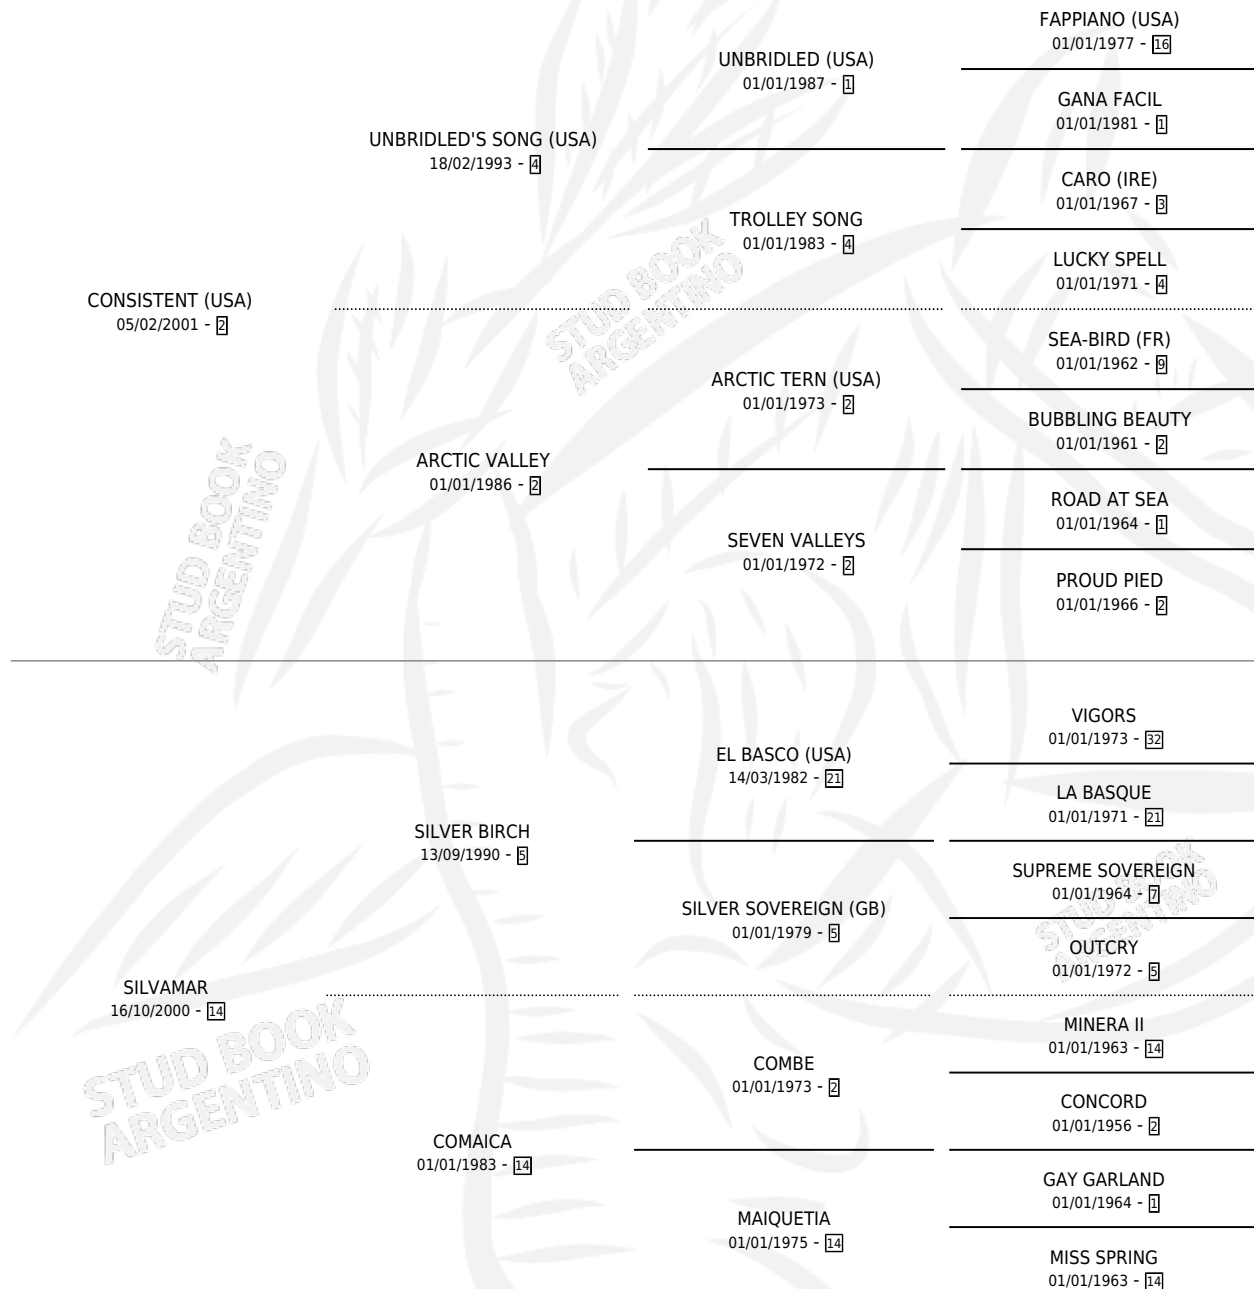 FAPPIANO (USA)
01/01/1977 - 16
UNBRIDLED (USA)
01/01/1987 - 1
GANA FACIL
01/01/1981 - 1
UNBRIDLED'S SONG (USA)
18/02/1993 - 4
CARO (IRE)
01/01/1967 - 3
TROLLEY SONG
01/01/1983 - 4
LUCKY SPELL
01/01/1971 - 4
CONSISTENT (USA)
05/02/2001 - 2
SEA-BIRD (FR)
01/01/1962 - 9
ARCTIC TERN (USA)
01/01/1973 - 2
BUBBLING BEAUTY
01/01/1961 - 2
ARCTIC VALLEY
01/01/1986 - 2
ROAD AT SEA
01/01/1964 - 1
SEVEN VALLEYS
01/01/1972 - 2
PROUD PIED
01/01/1966 - 2
VIGORS
01/01/1973 - 32
EL BASCO (USA)
14/03/1982 - 21
LA BASQUE
01/01/1971 - 21
SILVER BIRCH
13/09/1990 - 5
SUPREME SOVEREIGN
01/01/1964 - 7
SILVER SOVEREIGN (GB)
01/01/1979 - 5
OUTCRY
01/01/1972 - 5
SILVAMAR
16/10/2000 - 14
MINERA II
01/01/1963 - 14
COMBE
01/01/1973 - 2
CONCORD
01/01/1956 - 2
COMAICA
01/01/1983 - 14
GAY GARLAND
01/01/1964 - 1
MAIQUETIA
01/01/1975 - 14
MISS SPRING
01/01/1963 - 14
STUD BOOK
ARGENTINO
STUD BOOK
ARGENTINO
STUD BOOK
ARGENTINO
STUD BOOK
ARGENTINO